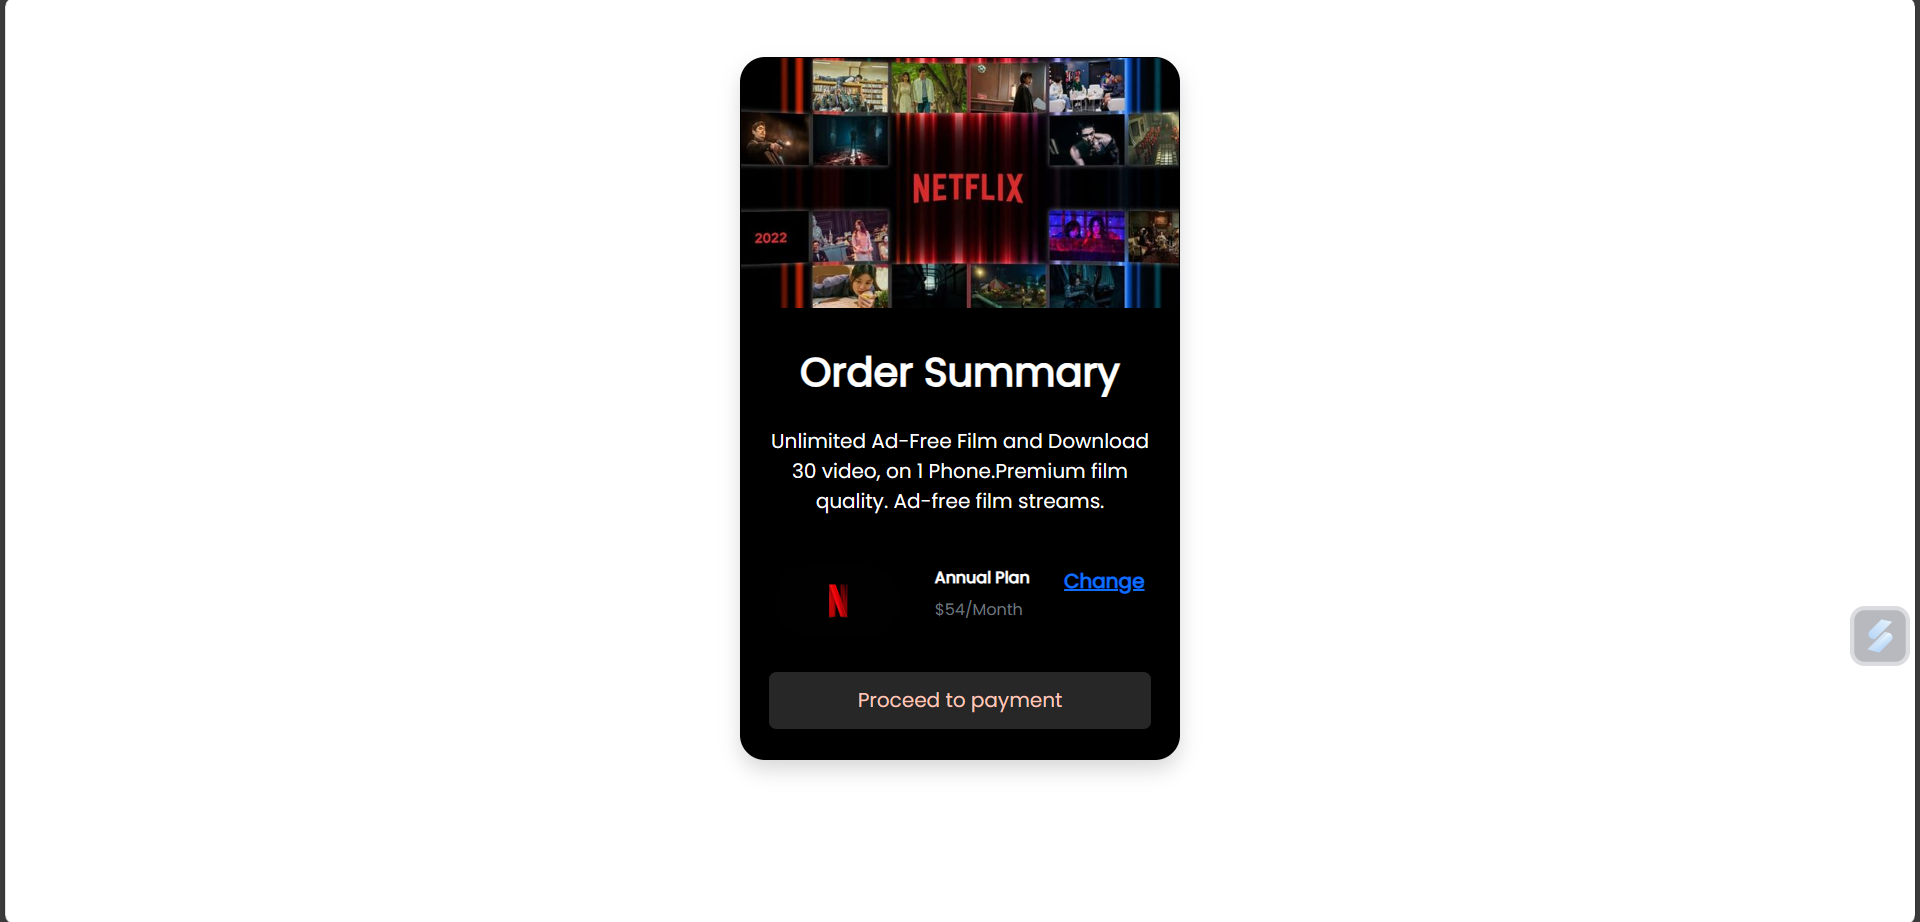 NETFLIX
2022
Order Summary
Unlimited Ad-Free Film and Download
30 video, on 1 Phone.Premium film
quality. Ad-free film streams.
Annual Plan
Change
$54/Month
Proceed to payment